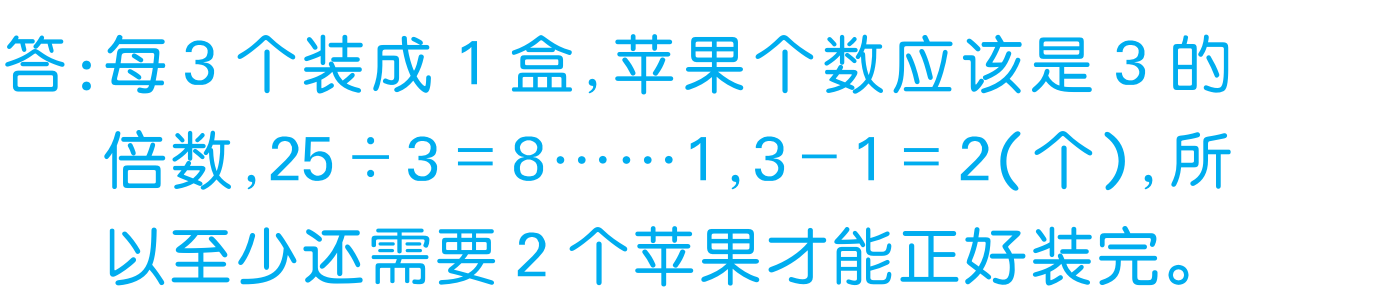 答:每3个装成1盒,苹果个数应该是3的
倍数,25÷3=8……1,3-1=2(个),所
以至少还需要2个苹果才能正好装完。